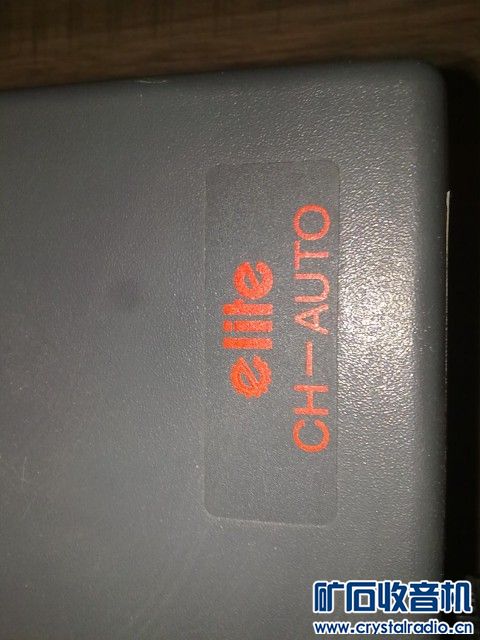 elite
CH-AUTO
矿石收音机
www.crystalradio.cn